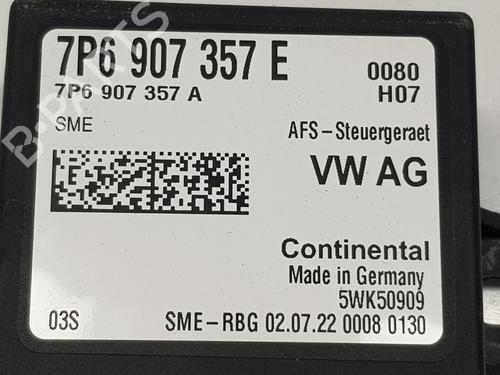 7P6 907 357 E
0080
7P6 907 357 A
H07
SME
AFS-Steuergeraet
VW AG
Continental
Made in Germany
5WK50909
03S
SME-RBG 02.07.22 0008 0130
B-PARTS